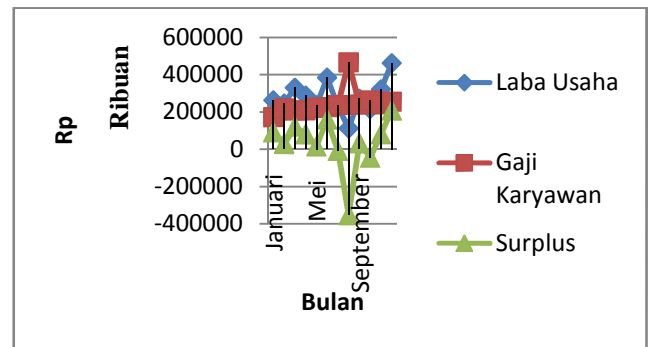 Rp
Ribuan
600000
400000
200000
0
-200000
-400000
Januari
Mei
September
Bulan
Laba Usaha
Gaji
Karyawan
Surplus